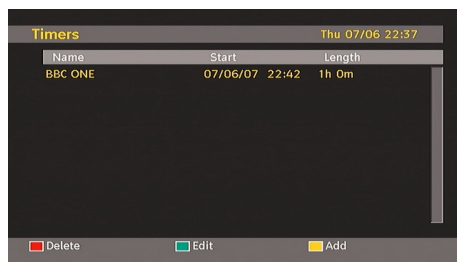 Timers Thu 07/06 22:37
Name Start Length
BBC ONE 07/06/07 22:42 1h 0m
Delete Edit Add